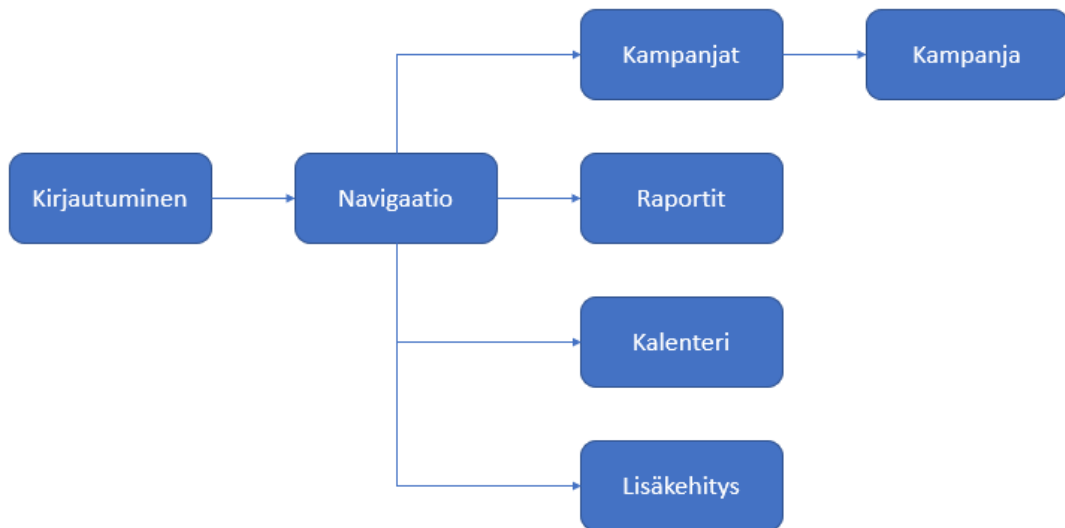 Kampanjat
Kampanja
Kirjautuminen
Navigaatio
Raportit
Kalenteri
Lisäkehitys